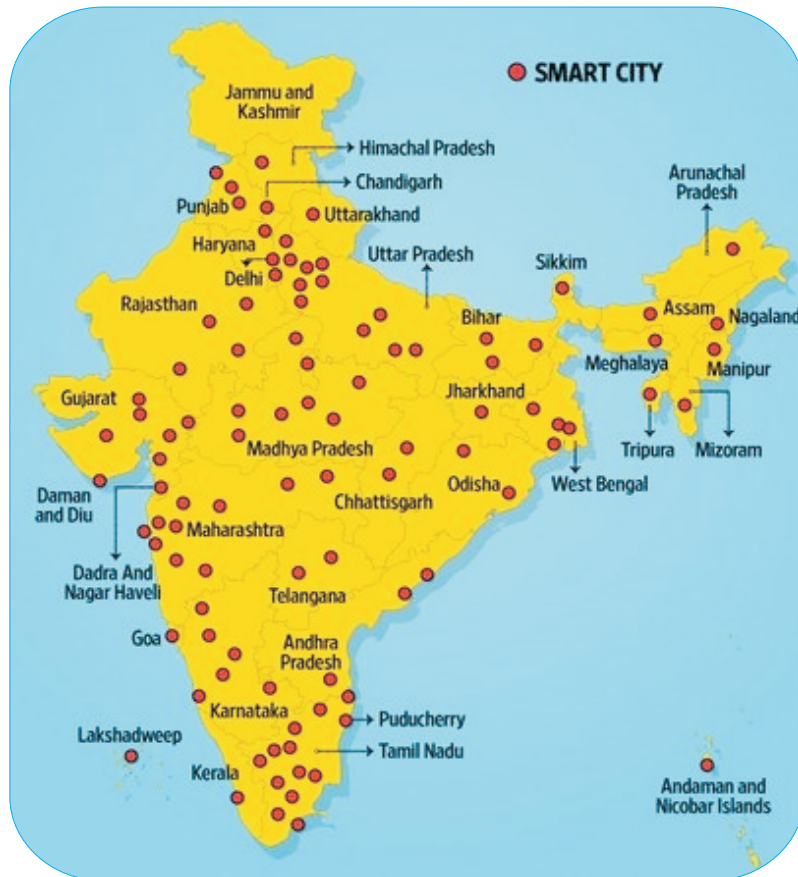 SMART CITY
Jammu and
Kashmir
Himachal Pradesh
Chandigarh
Arunachal
Pradesh
Punjab
Uttarakhand
Haryana
Delhi
Uttar Pradesh
Sikkim
Rajasthan
Bihar
Assam
Nagaland
Meghalaya
Manipur
Gujarat
Jharkhand
Madhya Pradesh
Tripura
Mizoram
Daman
and Diu
Chhattisgarh
Odisha
West Bengal
Maharashtra
Dadra And
Nagar Haveli
Telangana
Goa
Andhra
Pradesh
Karnataka
Puducherry
Lakshadweep
Tamil Nadu
Kerala
Andaman and
Nicobar Islands